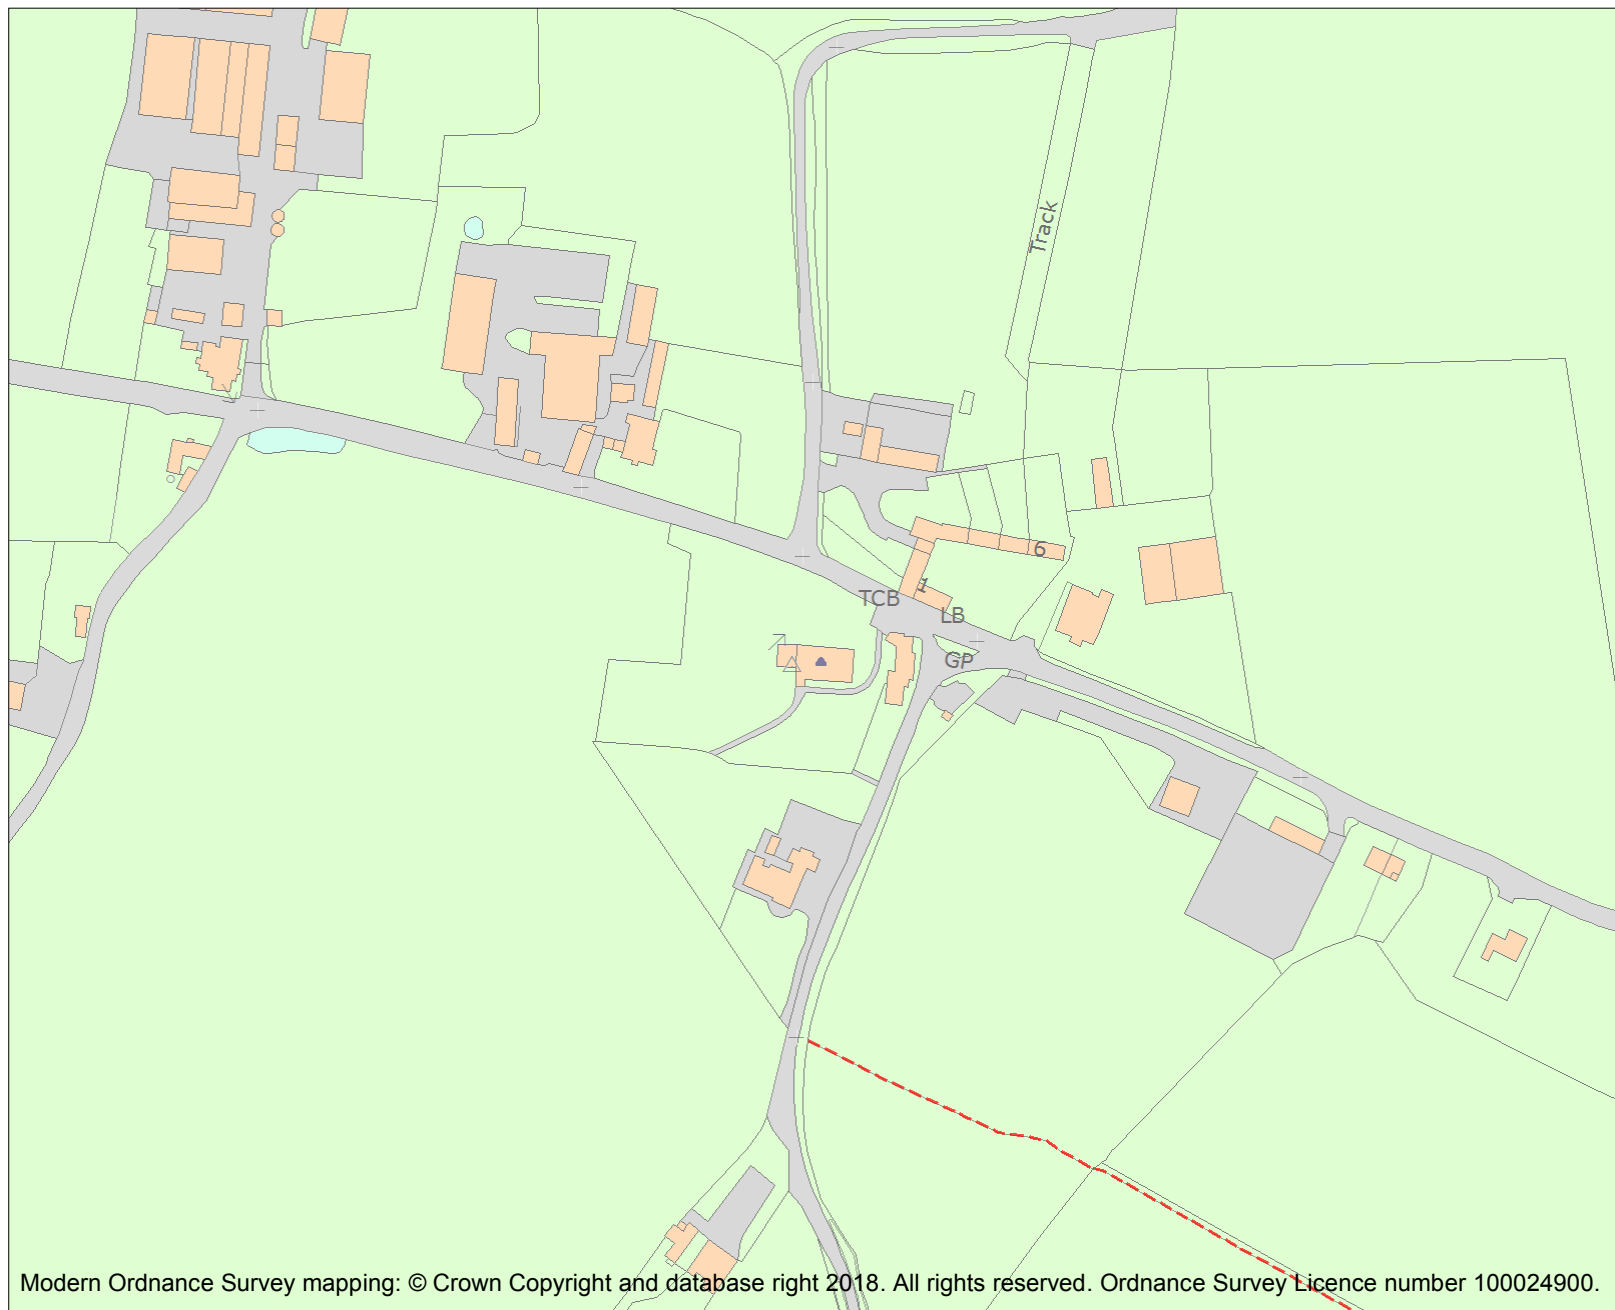 Track
6
1
TCB
LB
GP
Modern Ordnance Survey mapping: © Crown Copyright and database right 2018. All rights reserved. Ordnance Survey Licence number 100024900.